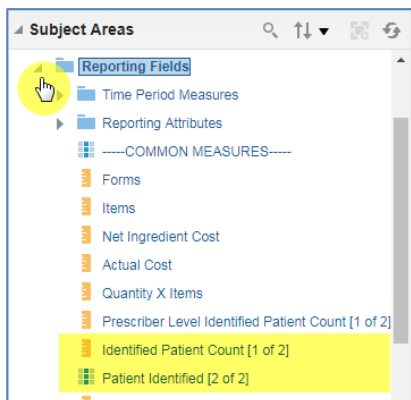 Subject Areas
Reporting Fields
Time Period Measures
Reporting Attributes
-----COMMON MEASURES-----
Forms
Items
Net Ingredient Cost
Actual Cost
Quantity X Items
Prescriber Level Identified Patient Count [1 of 2]
Identified Patient Count [1 of 2]
Patient Identified [2 of 2]